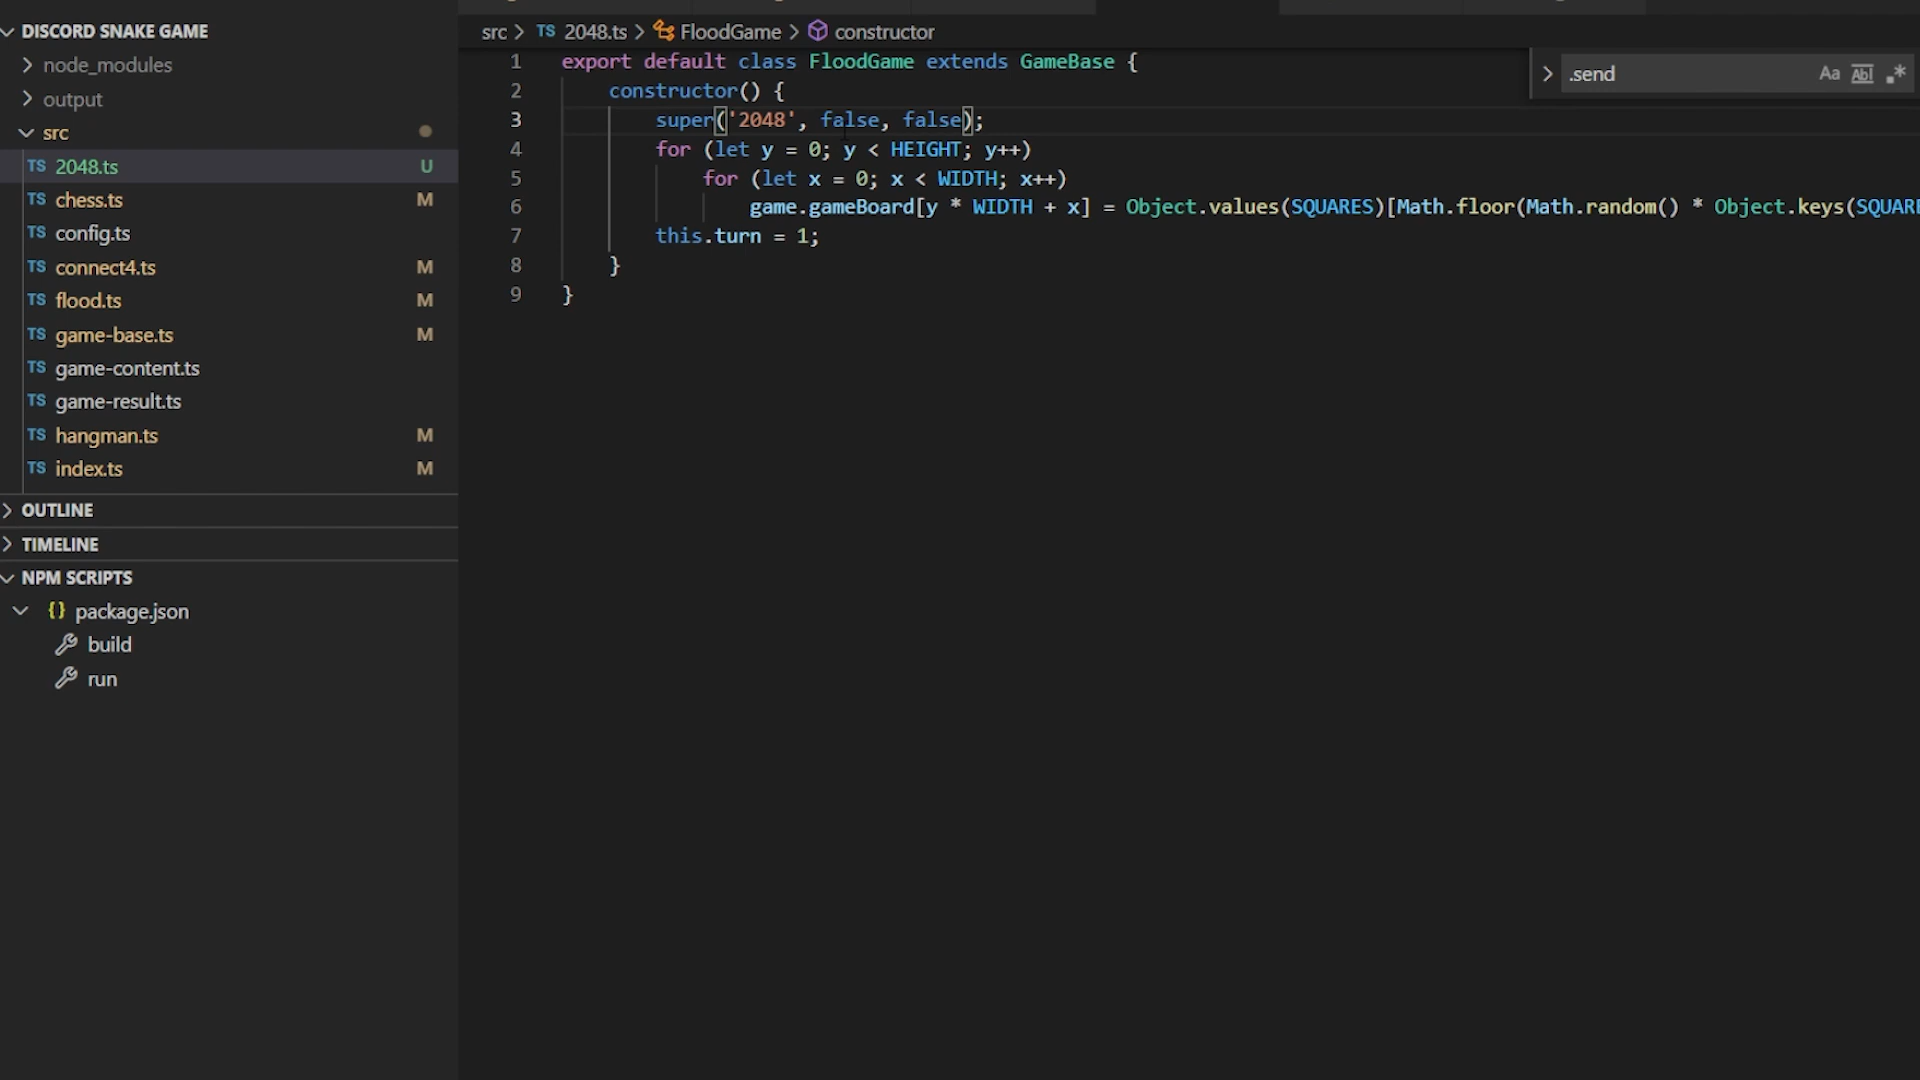 DISCORD SNAKE GAME
node_modules
output
src
TS 2048.ts U
TS chess.ts M
TS config.ts
TS connect4.ts M
TS flood.ts M
TS game-base.ts M
TS game-content.ts
TS game-result.ts
TS hangman.ts M
TS index.ts M
OUTLINE
TIMELINE
NPM SCRIPTS
{} package.json
build
run
src > TS 2048.ts > FloodGame > constructor
1 export default class FloodGame extends GameBase {
2 constructor() {
3 super('2048', false, false);
4 for (let y = 0; y < HEIGHT; y++)
5 for (let x = 0; x < WIDTH; x++)
6 game.gameBoard[y * WIDTH + x] = Object.values(SQUARES)[Math.floor(Math.random() * Object.keys(SQUARE
7 this.turn = 1;
8 }
9 }
.send Aa Abl .*